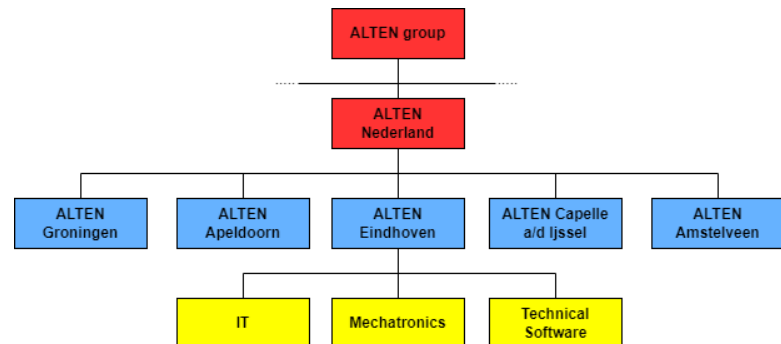 ALTEN group
ALTEN
Nederland
ALTEN
Groningen
ALTEN
Apeldoorn
ALTEN
Eindhoven
ALTEN Capelle
a/d Ijssel
ALTEN
Amstelveen
IT
Mechatronics
Technical
Software